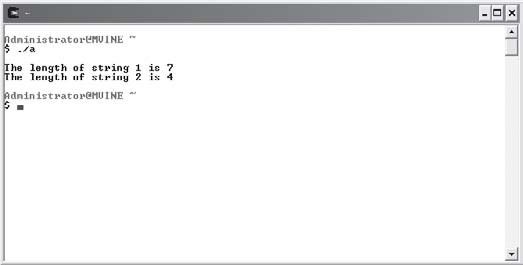 ~
Administrator@MVINE ~
$ ./a
The length of string 1 is 7
The length of string 2 is 4
Administrator@MVINE ~
$